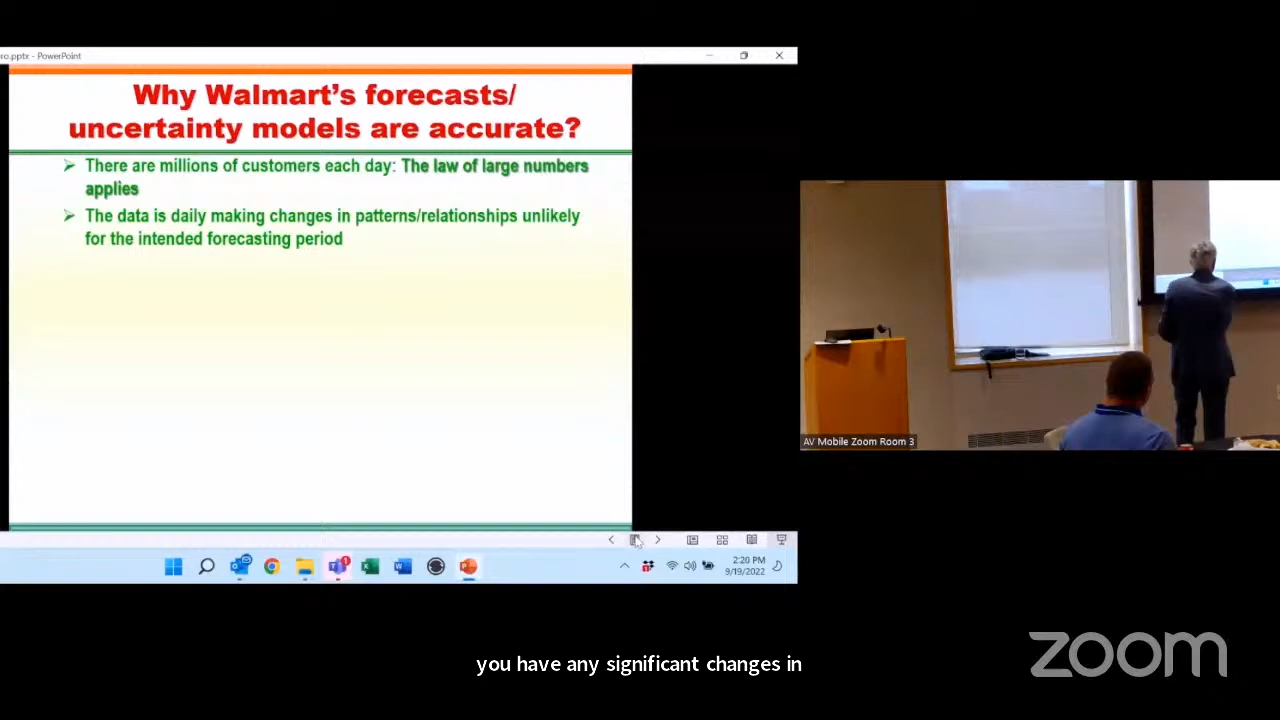 ro.pptx - PowerPoint
Why Walmart's forecasts/
uncertainty models are accurate?
There are millions of customers each day: The law of large numbers
applies
The data is daily making changes in patterns/relationships unlikely
for the intended forecasting period
2:20 PM
9/19/2022
AV Mobile Zoom Room 3
you have any significant changes in
zoom